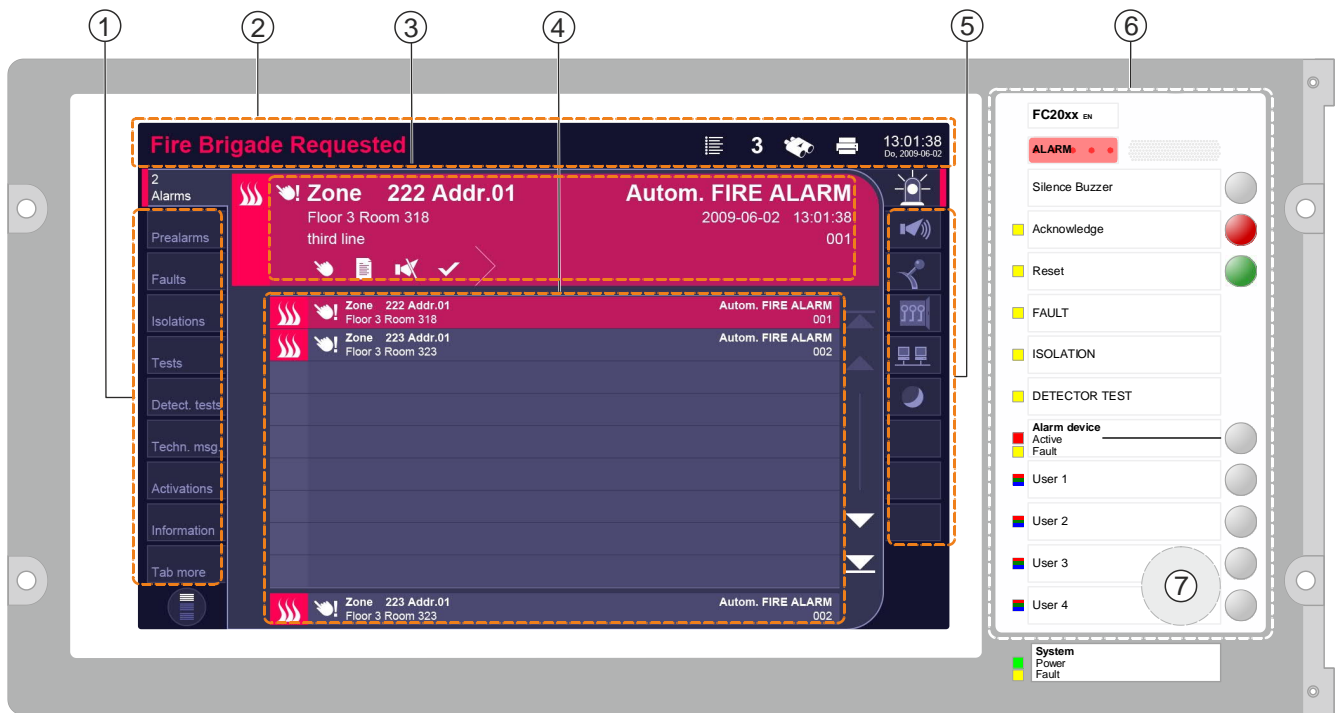 1 2 3 4 5 6
Fire Brigade Requested 3 13:01:38
Do, 2009-06-02
2
Alarms
Prealarms
Faults
Isolations
Tests
Detect. tests
Techn. msg.
Activations
Information
Tab more
! Zone 222 Addr.01 Autom. FIRE ALARM
Floor 3 Room 318 2009-06-02 13:01:38
third line 001
! Zone 222 Addr.01 Autom. FIRE ALARM
Floor 3 Room 318 001
! Zone 223 Addr.01 Autom. FIRE ALARM
Floor 3 Room 323 002
! Zone 223 Addr.01 Autom. FIRE ALARM
Floor 3 Room 323 002
FC20xx EN
ALARM
Silence Buzzer
Acknowledge
Reset
FAULT
ISOLATION
DETECTOR TEST
Alarm device
Active
Fault
User 1
User 2
User 3
User 4
7
System
Power
Fault